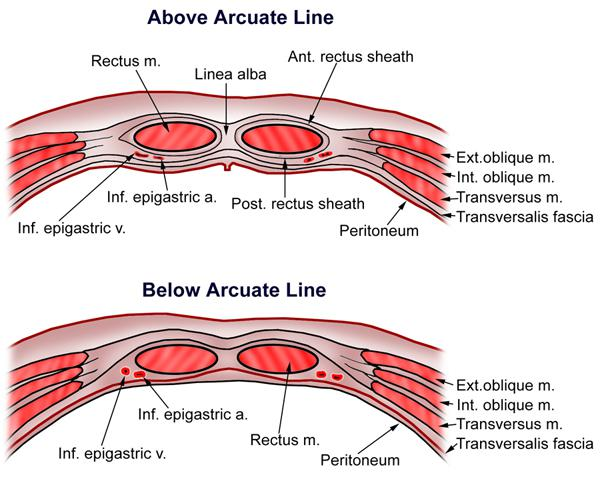 Above Arcuate Line
Rectus m.
Linea alba
Ant. rectus sheath
Ext.oblique m.
Int. oblique m.
Transversus m.
Transversalis fascia
Inf. epigastric a.
Post. rectus sheath
Inf. epigastric v.
Peritoneum
Below Arcuate Line
Ext.oblique m.
Int. oblique m.
Transversus m.
Transversalis fascia
Inf. epigastric a.
Rectus m.
Inf. epigastric v.
Peritoneum